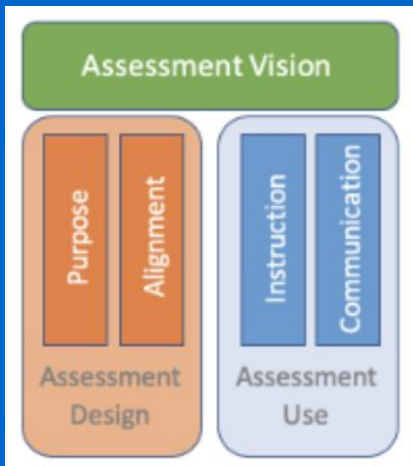 Assessment Vision
Purpose
Alignment
Assessment
Design
Instruction
Communication
Assessment
Use